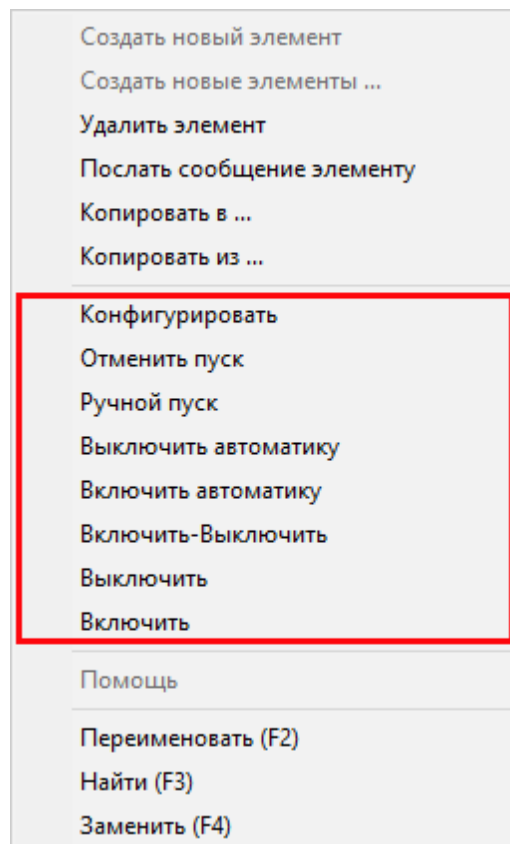 Создать новый элемент
Создать новые элементы ...
Удалить элемент
Послать сообщение элементу
Копировать в ...
Копировать из ...
Конфигурировать
Отменить пуск
Ручной пуск
Выключить автоматику
Включить автоматику
Включить-Выключить
Выключить
Включить
Помощь
Переименовать (F2)
Найти (F3)
Заменить (F4)